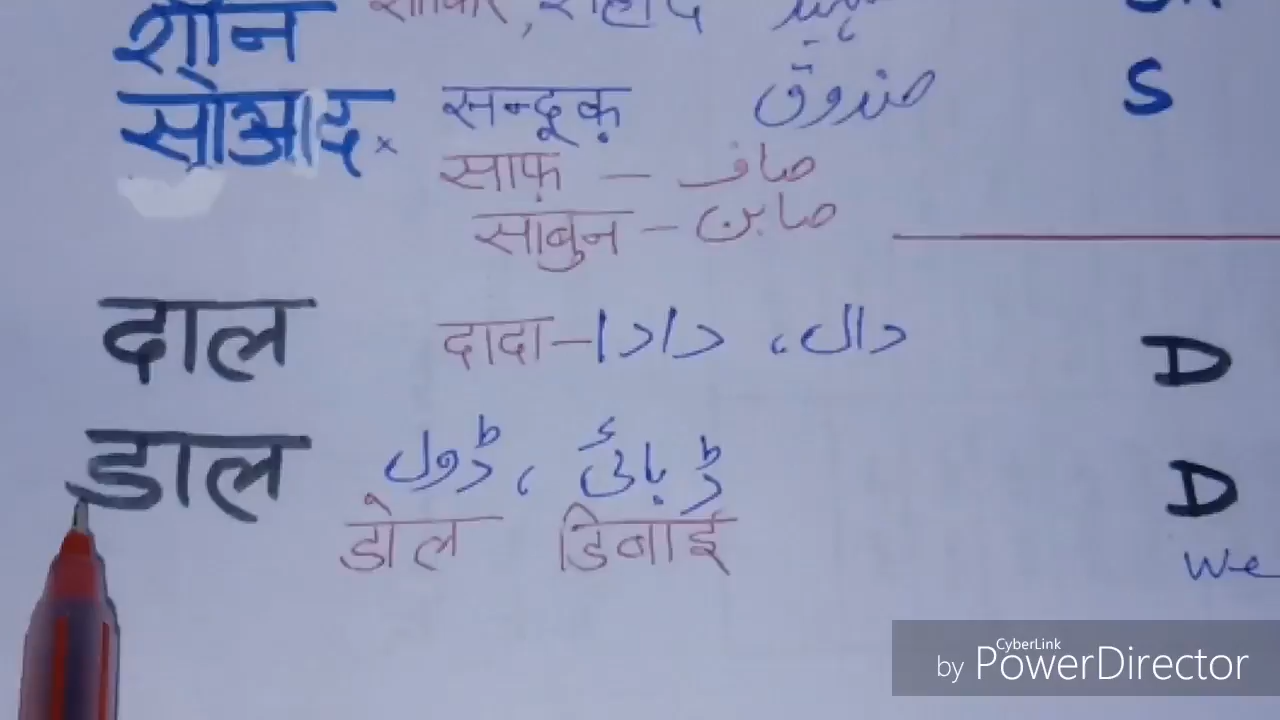 शीन
सोआद × सन्दूक़ صندوق S
साफ़ — صاف
साबुन — صابن
दाल दादा — دادا ،دال D
डाल ڈبائی ،ڈول D
डोल डिबाई
We
CyberLink
by PowerDirector